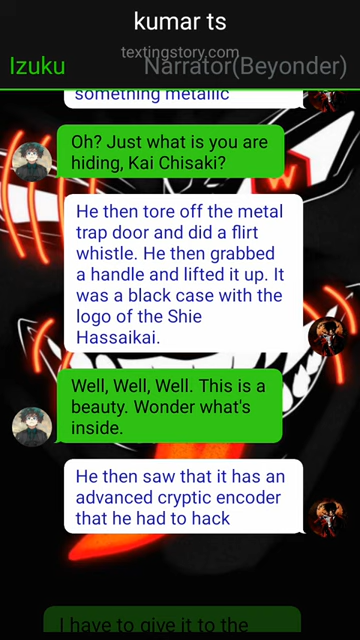 kumar ts
textingstory.com
Izuku
Narrator(Beyonder)
something metallic
Oh? Just what is you are
hiding, Kai Chisaki?
He then tore off the metal
trap door and did a flirt
whistle. He then grabbed
a handle and lifted it up. It
was a black case with the
logo of the Shie
Hassaikai.
Well, Well, Well. This is a
beauty. Wonder what's
inside.
He then saw that it has an
advanced cryptic encoder
that he had to hack
I have to give it to the